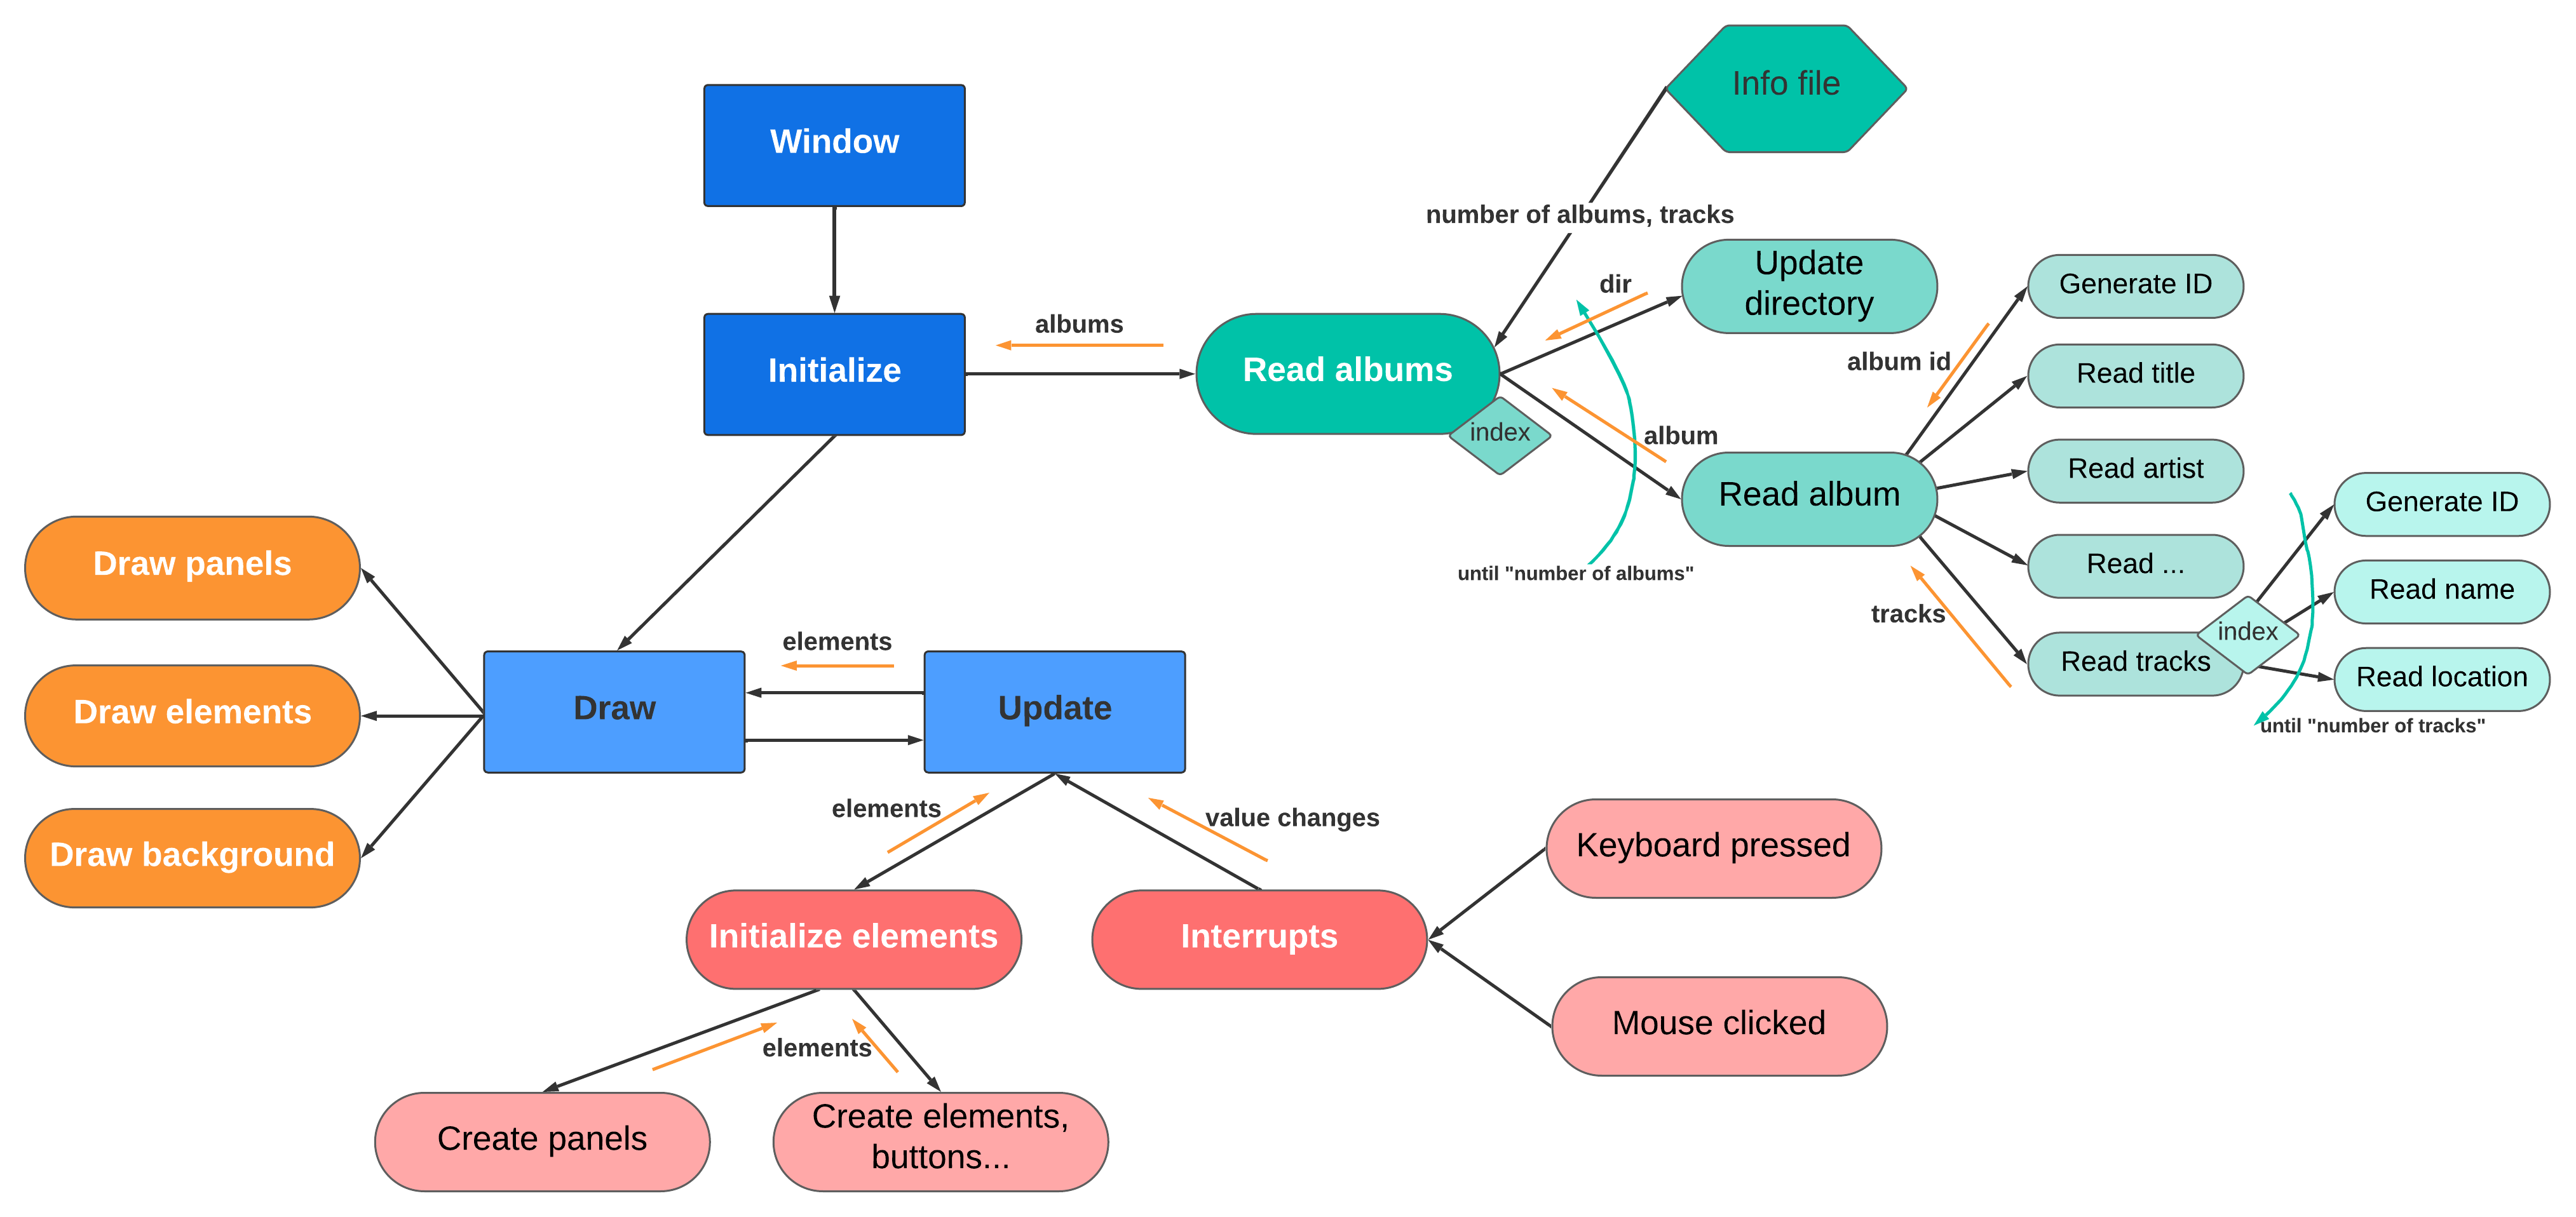 Info file
Window
number of albums, tracks
Update
directory
dir
Generate ID
albums
Initialize
Read albums
album id
Read title
index
album
Read artist
Read album
Generate ID
until "number of albums"
Read ...
Draw panels
Read name
tracks
index
elements
Read tracks
Read location
Draw elements
Draw
Update
until "number of tracks"
elements
value changes
Keyboard pressed
Draw background
Initialize elements
Interrupts
Mouse clicked
elements
Create panels
Create elements,
buttons...